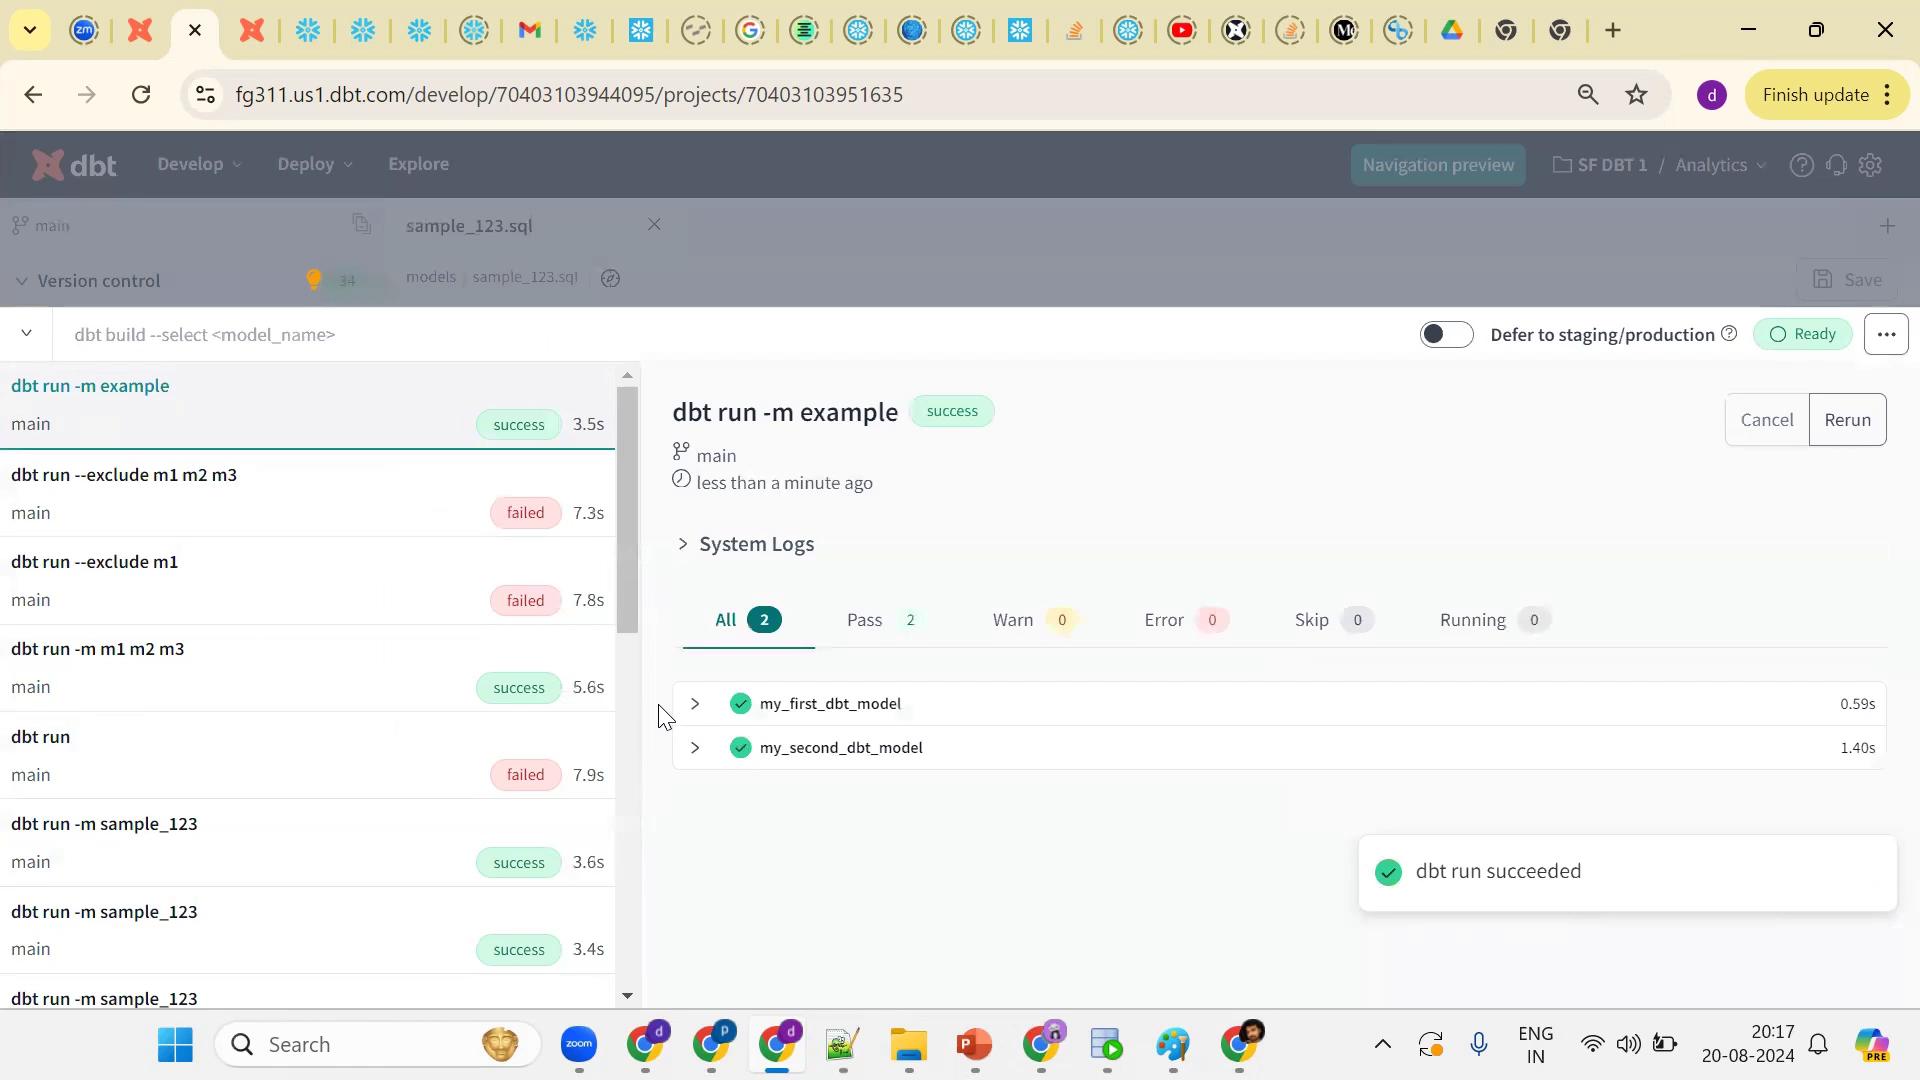 zm
M
G
Me
fg311.us1.dbt.com/develop/70403103944095/projects/70403103951635
d
Finish update
dbt
Develop
Deploy
Explore
Navigation preview
SF DBT 1 / Analytics
main
sample_123.sql
Version control
34
models
sample_123.sql
Save
dbt build --select <model_name>
Defer to staging/production
Ready
dbt run -m example
main
success
3.5s
dbt run --exclude m1 m2 m3
main
failed
7.3s
dbt run --exclude m1
main
failed
7.8s
dbt run -m m1 m2 m3
main
success
5.6s
dbt run
main
failed
7.9s
dbt run -m sample_123
main
success
3.6s
dbt run -m sample_123
main
success
3.4s
dbt run -m sample_123
dbt run -m example
success
main
less than a minute ago
Cancel
Rerun
System Logs
All 2
Pass 2
Warn 0
Error 0
Skip 0
Running 0
my_first_dbt_model
0.59s
my_second_dbt_model
1.40s
dbt run succeeded
Search
zoom
d
P
d
P
ENG
IN
20:17
20-08-2024
PRE